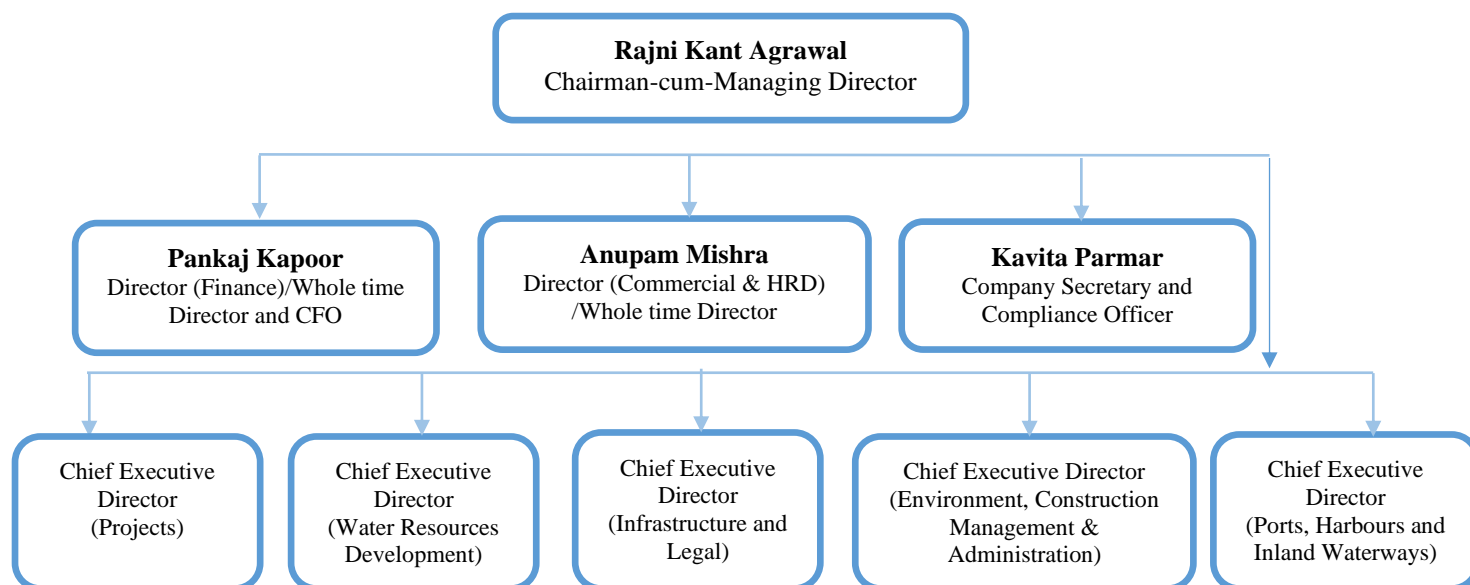 Rajni Kant Agrawal
Chairman-cum-Managing Director
Pankaj Kapoor
Director (Finance)/Whole time
Director and CFO
Anupam Mishra
Director (Commercial & HRD)
/Whole time Director
Kavita Parmar
Company Secretary and
Compliance Officer
Chief Executive
Director
(Projects)
Chief Executive
Director
(Water Resources
Development)
Chief Executive
Director
(Infrastructure and
Legal)
Chief Executive Director
(Environment, Construction
Management &
Administration)
Chief Executive
Director
(Ports, Harbours and
Inland Waterways)